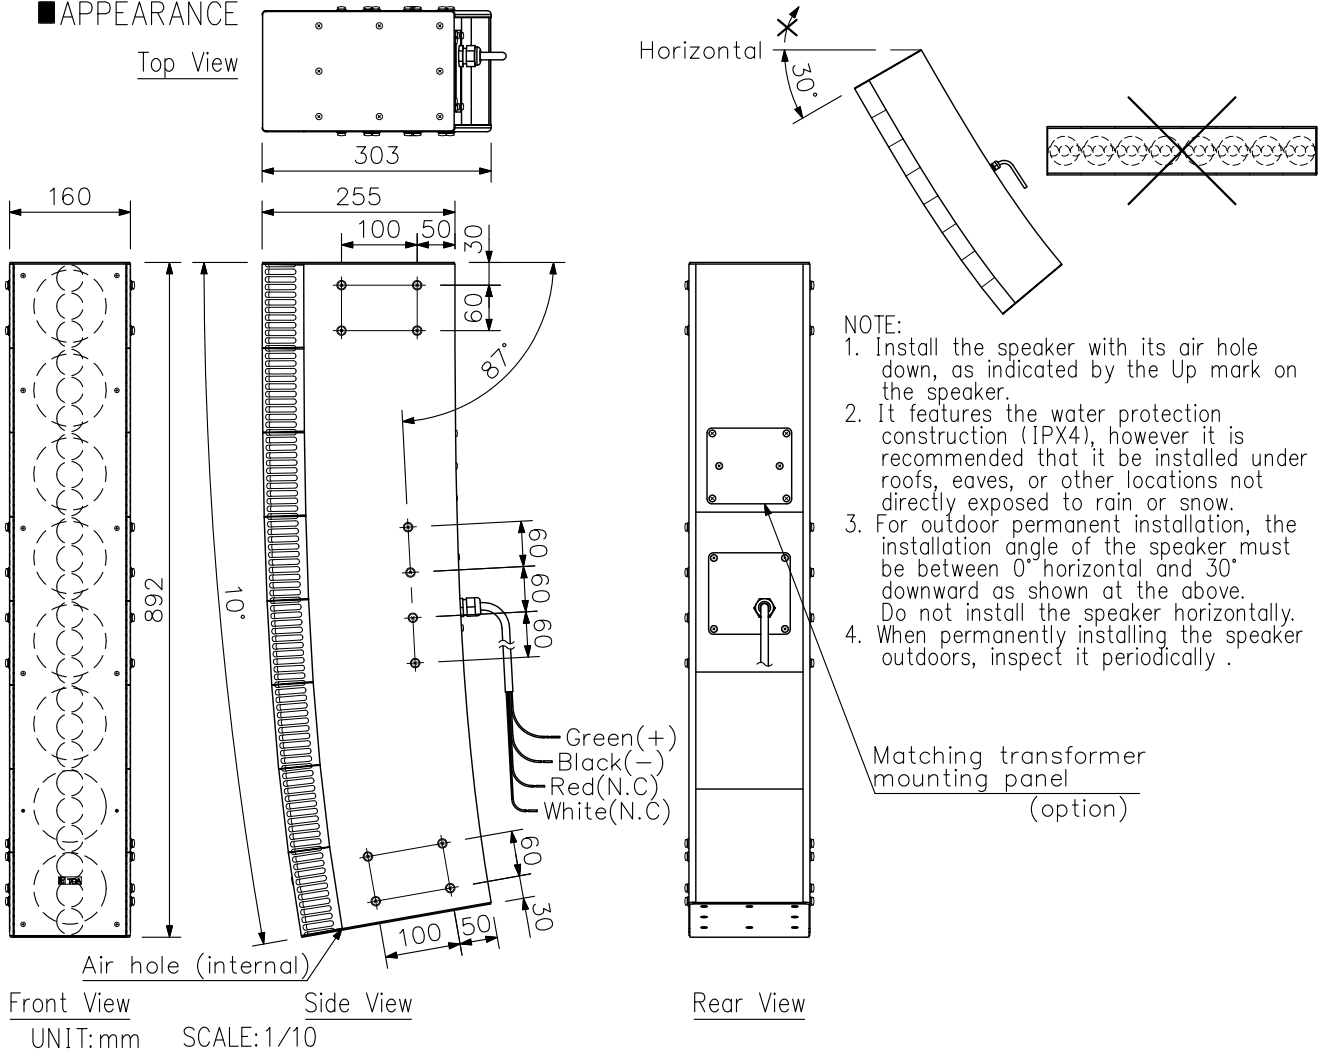 ■APPEARANCE
Top View
303
Horizontal
30°
160
255
100
50
30
60
87°
892
10°
60
60
60
Green(+)
Black(−)
Red(N.C)
White(N.C)
60
30
100
50
Air hole (internal)
NOTE:
1. Install the speaker with its air hole
down, as indicated by the Up mark on
the speaker.
2. It features the water protection
construction (IPX4), however it is
recommended that it be installed under
roofs, eaves, or other locations not
directly exposed to rain or snow.
3. For outdoor permanent installation, the
installation angle of the speaker must
be between 0° horizontal and 30°
downward as shown at the above.
Do not install the speaker horizontally.
4. When permanently installing the speaker
outdoors, inspect it periodically .
Matching transformer
mounting panel
(option)
Front View
Side View
Rear View
UNIT:mm SCALE:1/10